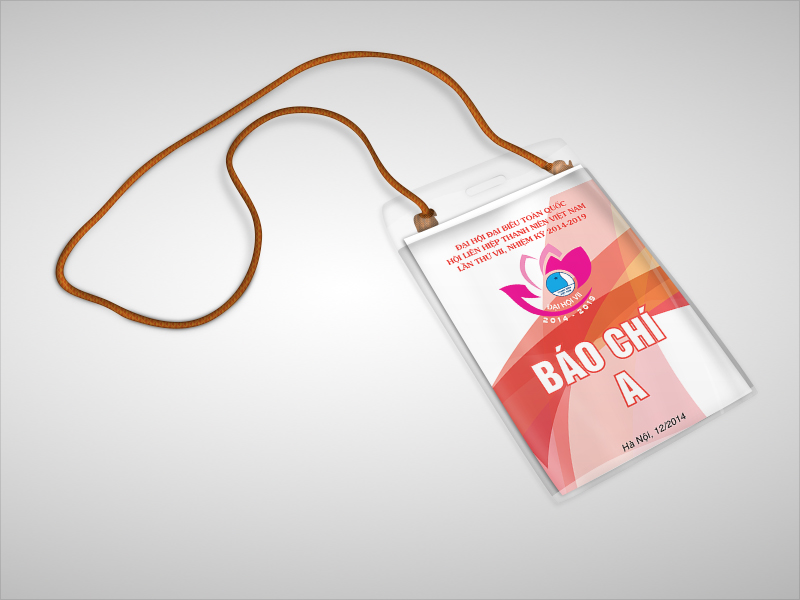 ĐẠI HỘI ĐẠI BIỂU TOÀN QUỐC
HỘI LIÊN HIỆP THANH NIÊN VIỆT NAM
LẦN THỨ VII, NHIỆM KỲ 2014-2019
ĐẠI HỘI VII
2014 - 2019
BÁO CHÍ
A
Hà Nội, 12/2014